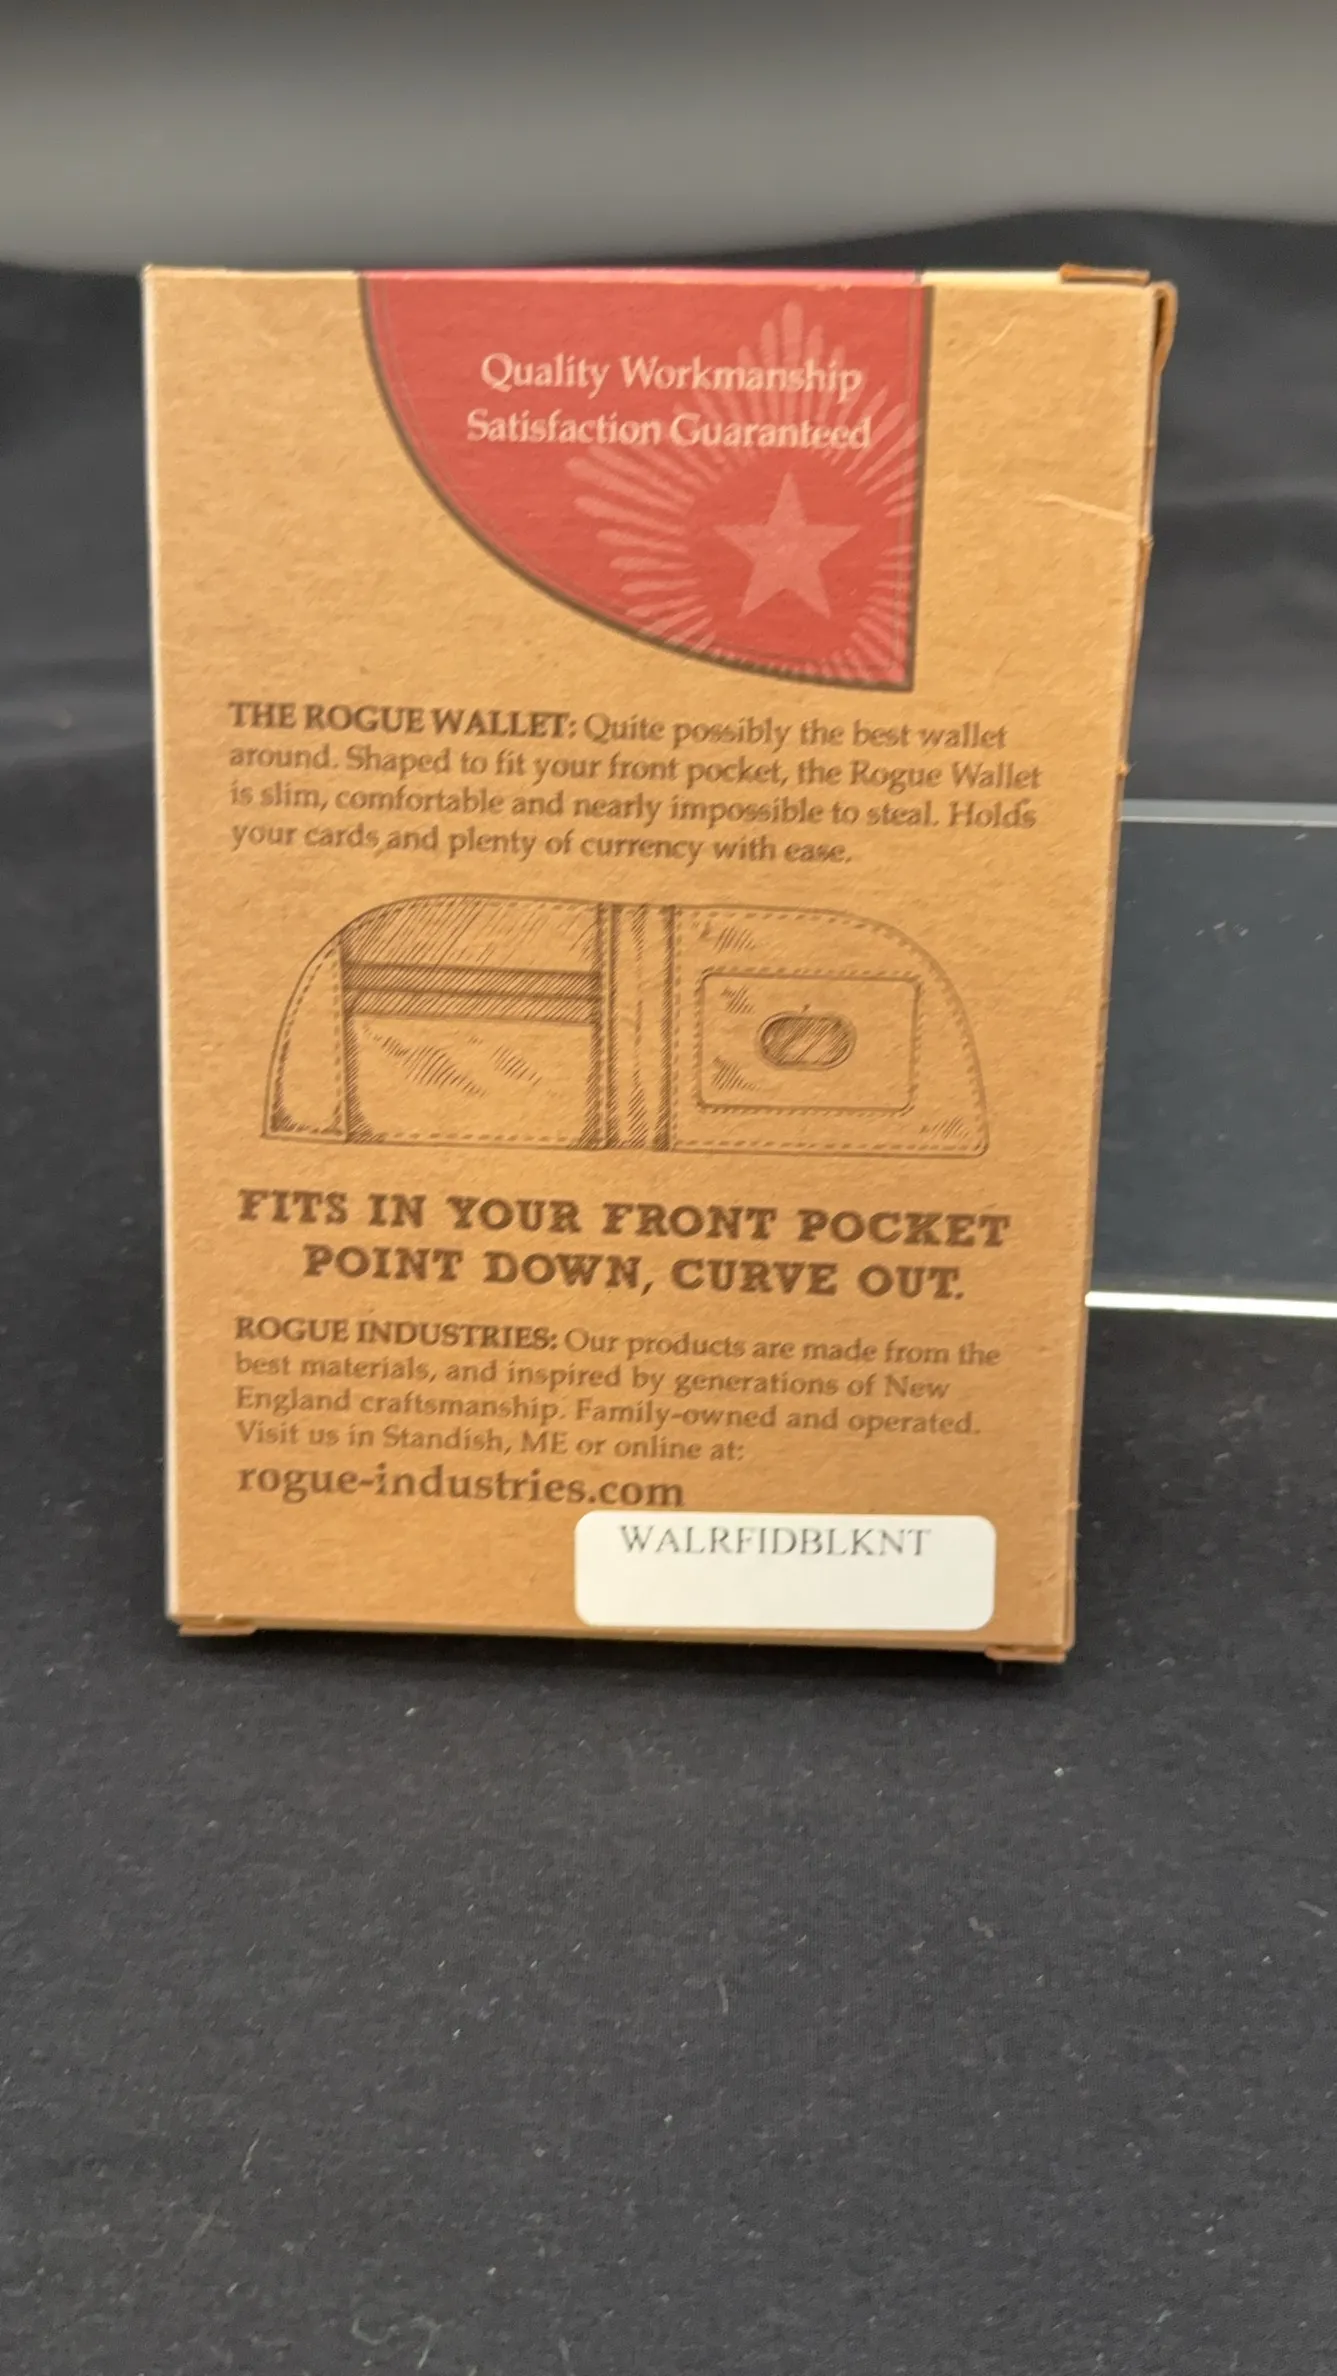 Quality Workmanship
Satisfaction Guaranteed
THE ROGUE WALLET: Quite possibly the best wallet
around. Shaped to fit your front pocket, the Rogue Wallet
is slim, comfortable and nearly impossible to steal. Holds
your cards and plenty of currency with ease.
FITS IN YOUR FRONT POCKET
POINT DOWN, CURVE OUT.
ROGUE INDUSTRIES: Our products are made from the
best materials, and inspired by generations of New
England craftsmanship. Family-owned and operated.
Visit us in Standish, ME or online at:
rogue-industries.com
WALRFIDBLKNT